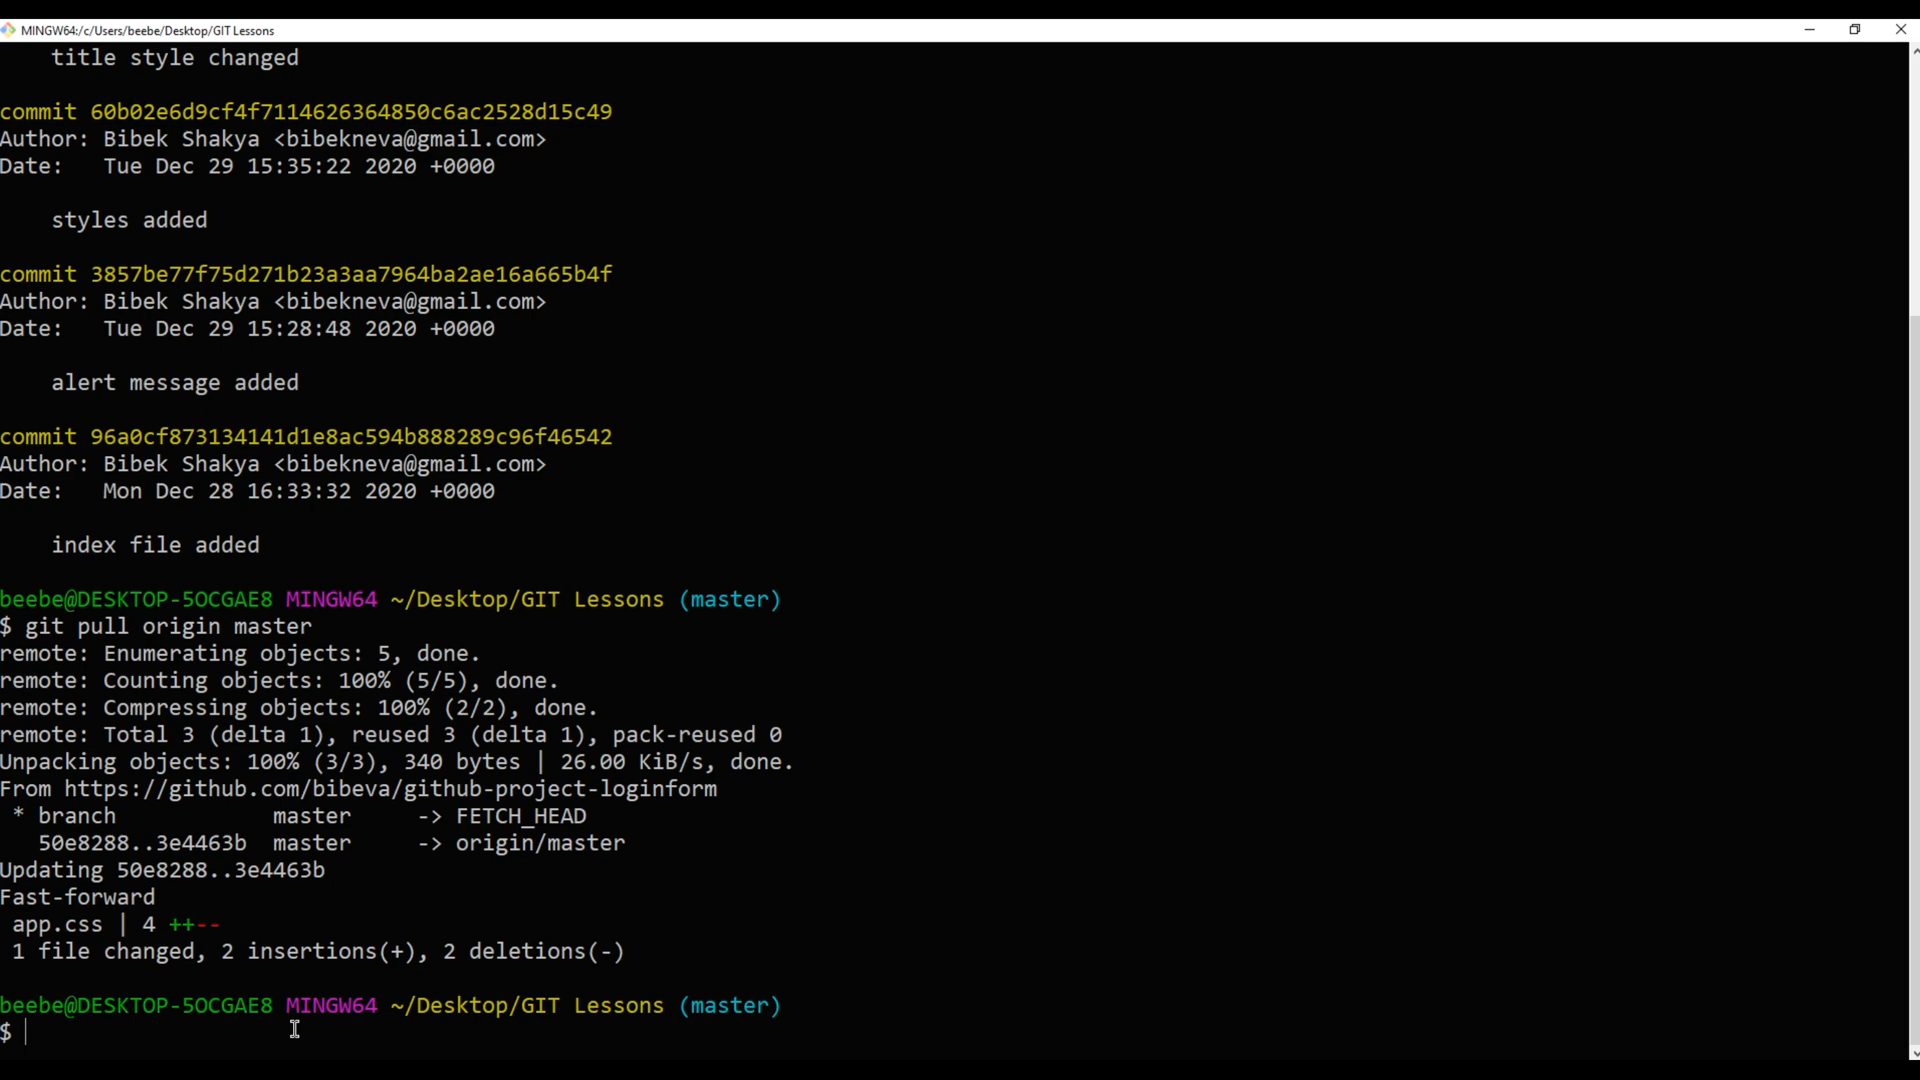 MINGW64:/c/Users/beebe/Desktop/GIT Lessons
title style changed
commit 60b02e6d9cf4f7114626364850c6ac2528d15c49
Author: Bibek Shakya <bibekneva@gmail.com>
Date:   Tue Dec 29 15:35:22 2020 +0000
styles added
commit 3857be77f75d271b23a3aa7964ba2ae16a665b4f
Author: Bibek Shakya <bibekneva@gmail.com>
Date:   Tue Dec 29 15:28:48 2020 +0000
alert message added
commit 96a0cf873134141d1e8ac594b888289c96f46542
Author: Bibek Shakya <bibekneva@gmail.com>
Date:   Mon Dec 28 16:33:32 2020 +0000
index file added
beebe@DESKTOP-5OCGAE8 MINGW64 ~/Desktop/GIT Lessons (master)
$ git pull origin master
remote: Enumerating objects: 5, done.
remote: Counting objects: 100% (5/5), done.
remote: Compressing objects: 100% (2/2), done.
remote: Total 3 (delta 1), reused 3 (delta 1), pack-reused 0
Unpacking objects: 100% (3/3), 340 bytes | 26.00 KiB/s, done.
From https://github.com/bibeva/github-project-loginform
 * branch            master     -> FETCH_HEAD
   50e8288..3e4463b  master     -> origin/master
Updating 50e8288..3e4463b
Fast-forward
 app.css | 4 ++--
 1 file changed, 2 insertions(+), 2 deletions(-)
beebe@DESKTOP-5OCGAE8 MINGW64 ~/Desktop/GIT Lessons (master)
$